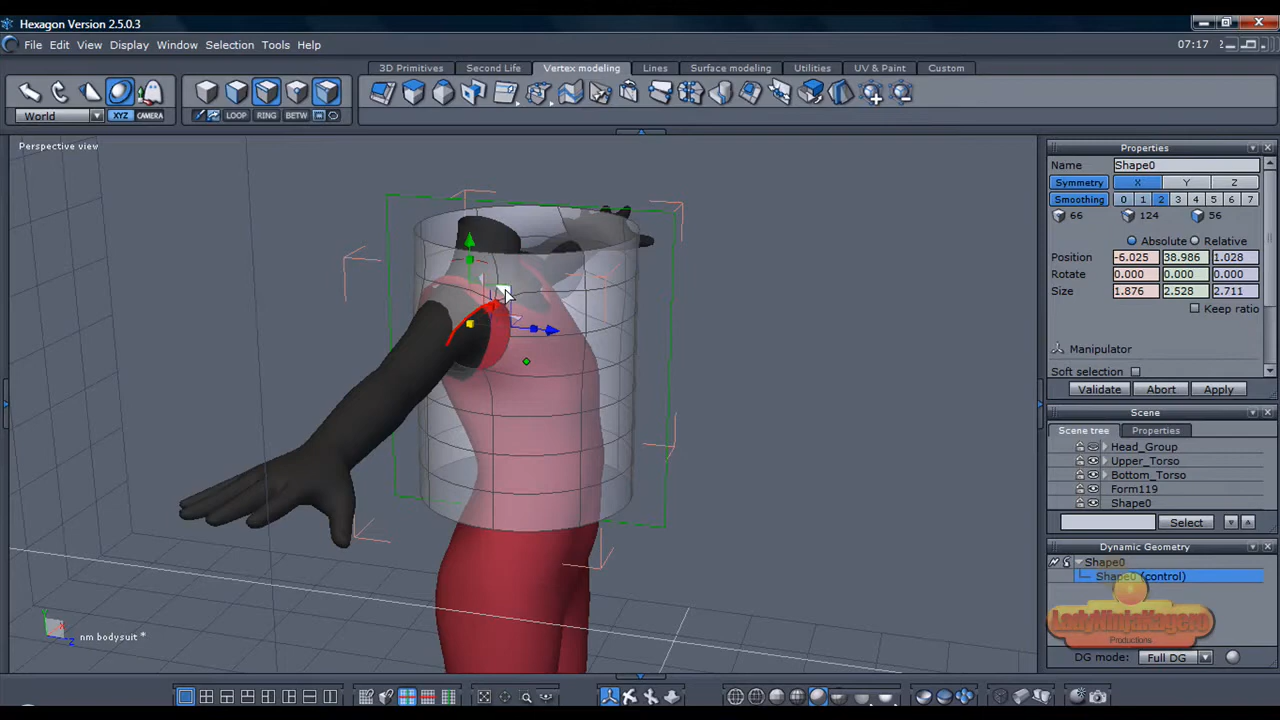 Hexagon Version 2.5.0.3
File Edit View Display Window Selection Tools Help
07:17
3D Primitives Second Life Vertex modeling Lines Surface modeling Utilities UV & Paint Custom
World XYZ CAMERA LOOP RING BETW
Perspective view
Properties
Name Shape0
Symmetry X Y Z
Smoothing 0 1 2 3 4 5 6 7
66 124 56
Absolute Relative
Position -6.025 38.986 1.028
Rotate 0.000 0.000 0.000
Size 1.876 2.528 2.711
Keep ratio
Manipulator
Soft selection
Validate Abort Apply
Scene
Scene tree Properties
Head_Group
Upper_Torso
Bottom_Torso
Form119
Shape0
Select
Dynamic Geometry
Shape0
Shape0 (control)
LadyNinjaKagero
Productions
DG mode: Full DG
Y X Z
nm bodysuit *